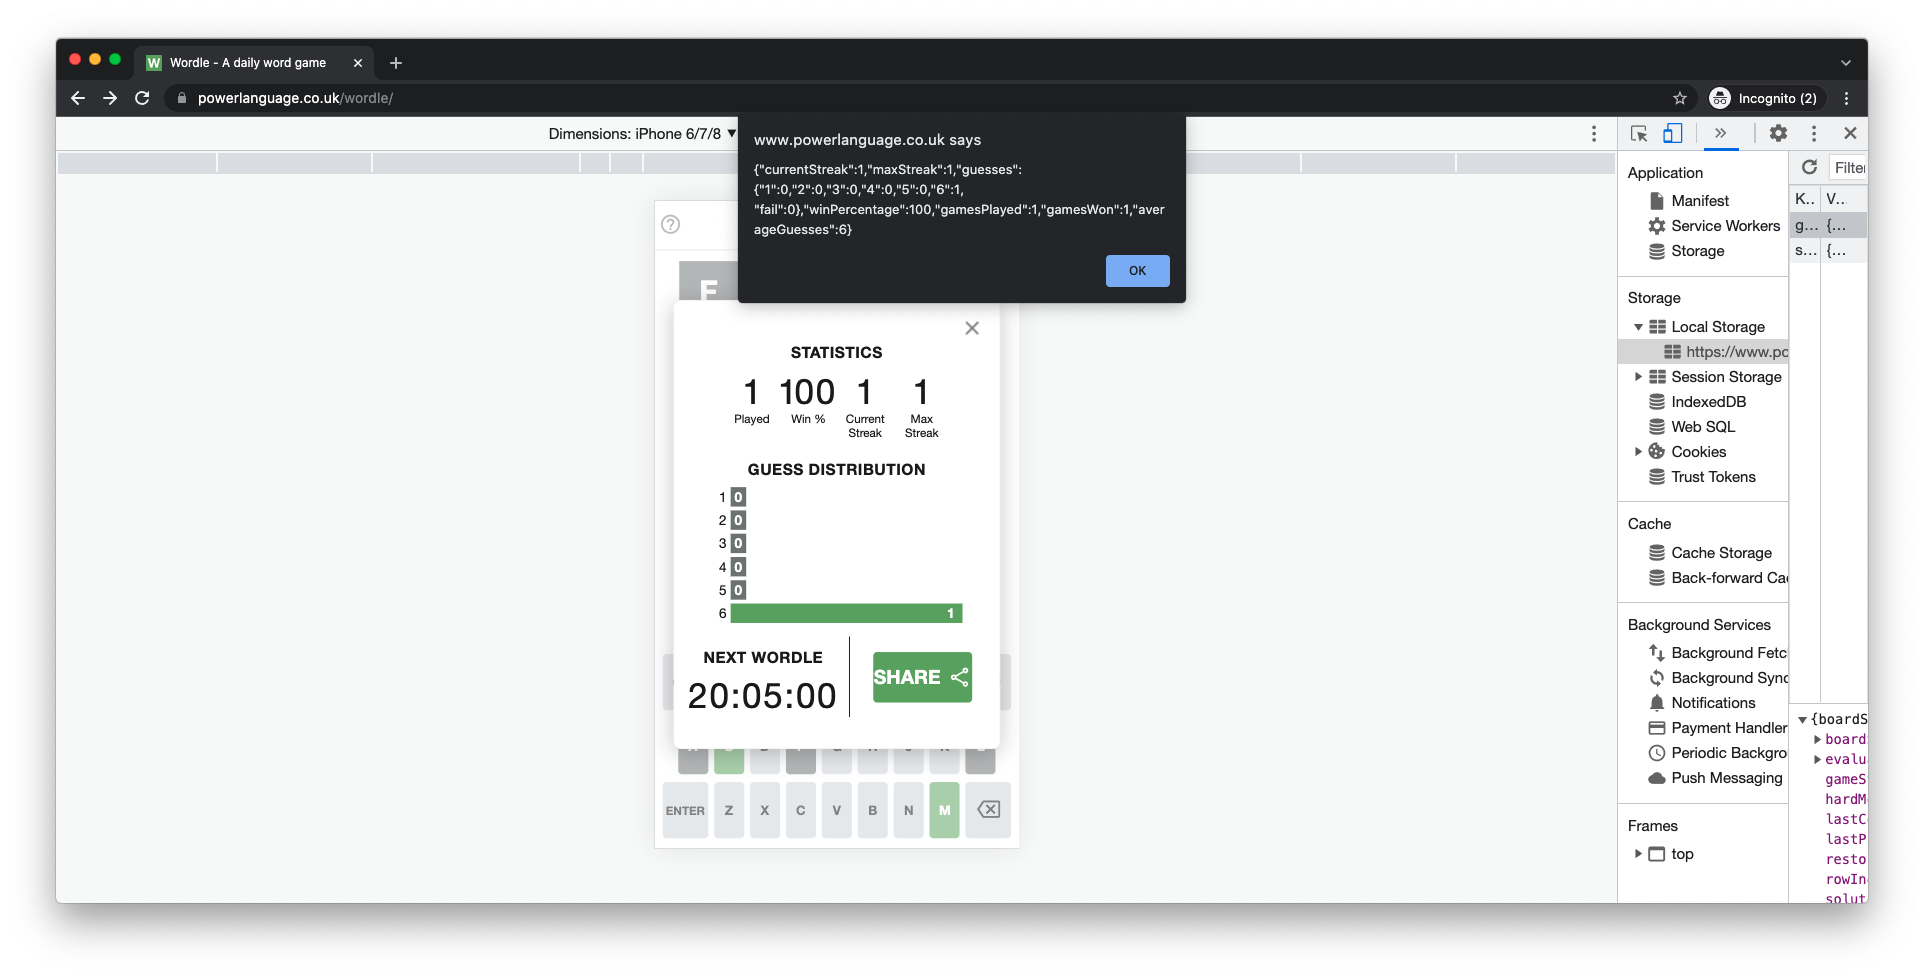 W Wordle - A daily word game
powerlanguage.co.uk/wordle/
Incognito (2)
Dimensions: iPhone 6/7/8 ▼
www.powerlanguage.co.uk says
{"currentStreak":1,"maxStreak":1,"guesses":
{"1":0,"2":0,"3":0,"4":0,"5":0,"6":1,
"fail":0},"winPercentage":100,"gamesPlayed":1,"gamesWon":1,"aver
ageGuesses":6}
OK
?
STATISTICS
1 100 1 1
Played Win % Current Max
Streak Streak
GUESS DISTRIBUTION
1 0
2 0
3 0
4 0
5 0
6 1
NEXT WORDLE
20:05:00
SHARE
ENTER Z X C V B N M
Application
Manifest
Service Workers
Storage
Storage
Local Storage
https://www.po
Session Storage
IndexedDB
Web SQL
Cookies
Trust Tokens
Cache
Cache Storage
Back-forward Ca
Background Services
Background Fetc
Background Sync
Notifications
Payment Handler
Periodic Backgro
Push Messaging
Frames
top
Filte
K.. V..
g... {...
s... {...
{boardS
board
evalu
gameS
hardM
lastC
lastP
resto
rowIn
solut